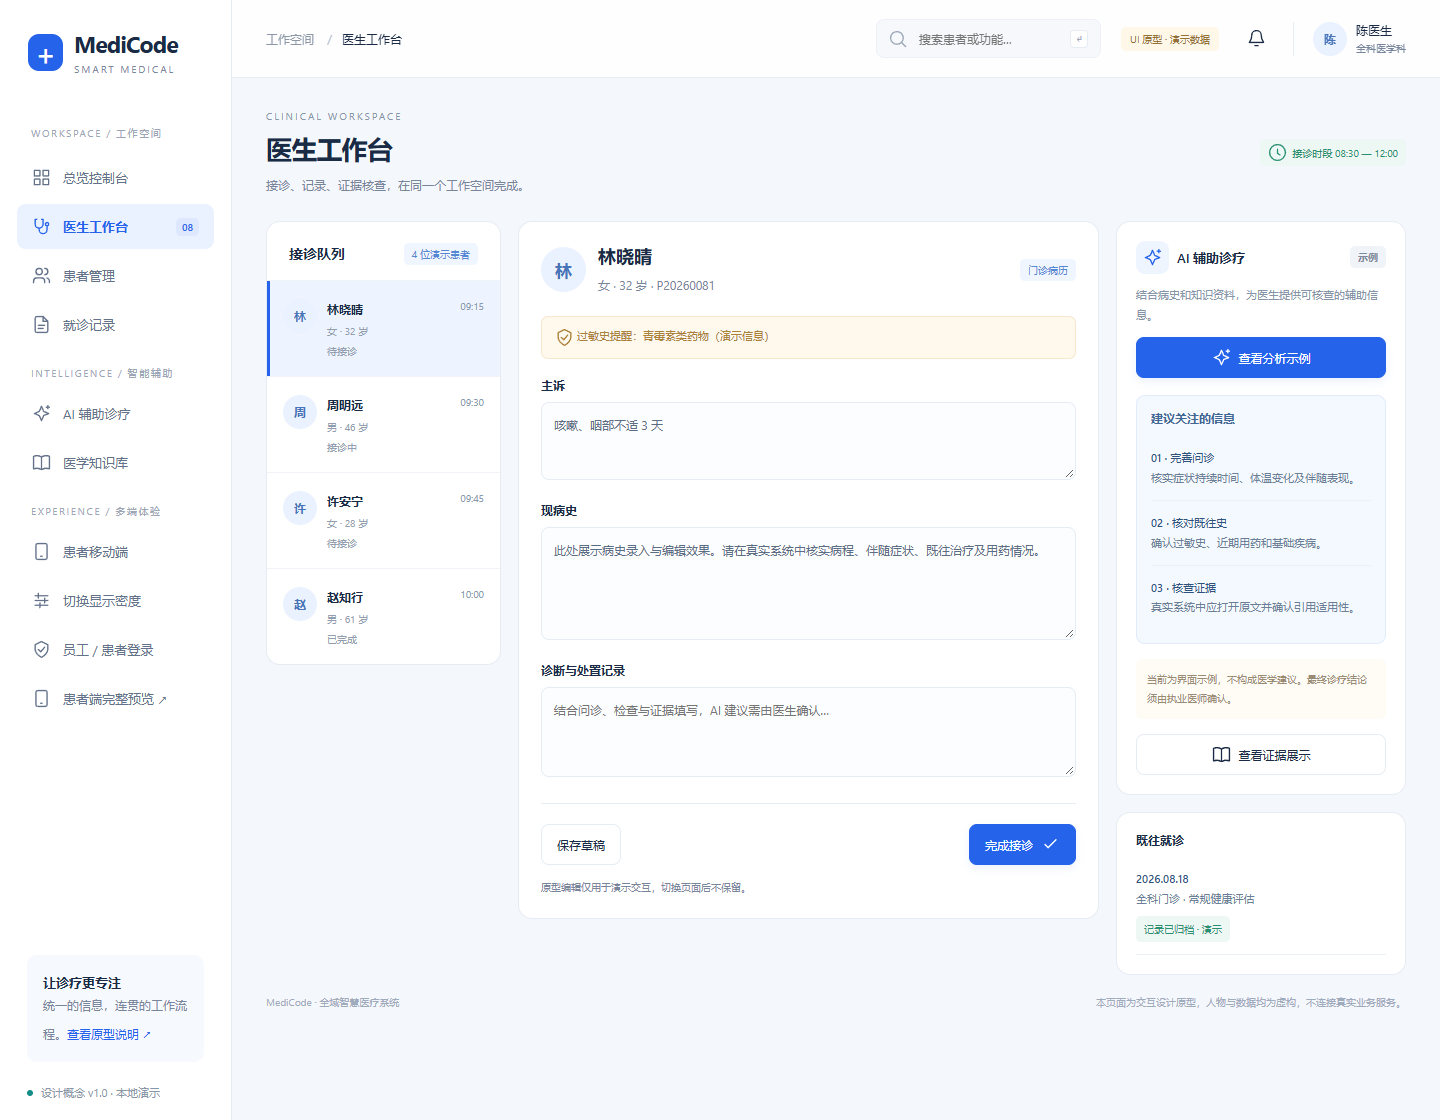 MediCode
SMART MEDICAL
WORKSPACE / 工作空间
总览控制台
医生工作台 08
患者管理
就诊记录
INTELLIGENCE / 智能辅助
AI 辅助诊疗
医学知识库
EXPERIENCE / 多端体验
患者移动端
切换显示密度
员工 / 患者登录
患者端完整预览 ↗
让诊疗更专注
统一的信息，连贯的工作流
程。查看原型说明 ↗
设计概念 v1.0 · 本地演示
工作空间 / 医生工作台
搜索患者或功能...
UI 原型 · 演示数据
陈
陈医生
全科医学科
CLINICAL WORKSPACE
医生工作台
接诊、记录、证据核查，在同一个工作空间完成。
接诊时段 08:30 — 12:00
接诊队列
4 位演示患者
林
林晓晴 09:15
女 · 32 岁
待接诊
周
周明远 09:30
男 · 46 岁
接诊中
许
许安宁 09:45
女 · 28 岁
待接诊
赵
赵知行 10:00
男 · 61 岁
已完成
林
林晓晴
女 · 32 岁 · P20260081
门诊病历
过敏史提醒：青霉素类药物（演示信息）
主诉
咳嗽、咽部不适 3 天
现病史
此处展示病史录入与编辑效果。请在真实系统中核实病程、伴随症状、既往治疗及用药情况。
诊断与处置记录
结合问诊、检查与证据填写，AI 建议需由医生确认...
保存草稿
完成接诊
原型编辑仅用于演示交互，切换页面后不保留。
AI 辅助诊疗
示例
结合病史和知识资料，为医生提供可核查的辅助信
息。
查看分析示例
建议关注的信息
01 · 完善问诊
核实症状持续时间、体温变化及伴随表现。
02 · 核对既往史
确认过敏史、近期用药和基础疾病。
03 · 核查证据
真实系统中应打开原文并确认引用适用性。
当前为界面示例，不构成医学建议。最终诊疗结论
须由执业医师确认。
查看证据展示
既往就诊
2026.08.18
全科门诊 · 常规健康评估
记录已归档 · 演示
MediCode · 全域智慧医疗系统
本页面为交互设计原型，人物与数据均为虚构，不连接真实业务服务。